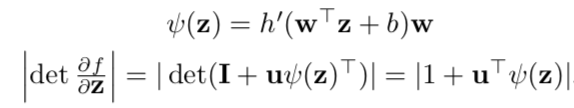 ψ(𝐳) = h′(𝐰⊤𝐳 + b)𝐰
|det ∂f/∂𝐳| = | det(𝐈 + 𝐮ψ(𝐳)⊤)| = |1 + 𝐮⊤ψ(𝐳)|